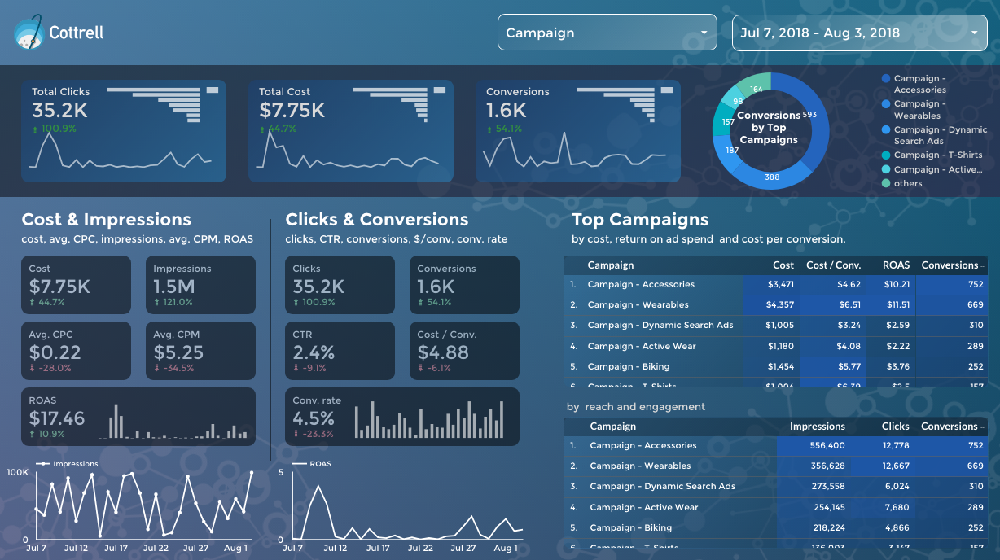 Cottrell
Campaign
Jul 7, 2018 - Aug 3, 2018
Total Clicks
35.2K
100.9%
Total Cost
$7.75K
44.7%
Conversions
1.6K
54.1%
Conversions
by Top
Campaigns
593
388
187
157
98
164
Campaign -
Accessories
Campaign -
Wearables
Campaign - Dynamic
Search Ads
Campaign - T-Shirts
Campaign - Active...
others
Cost & Impressions
cost, avg. CPC, impressions, avg. CPM, ROAS
Cost
$7.75K
44.7%
Impressions
1.5M
121.0%
Avg. CPC
$0.22
-28.0%
Avg. CPM
$5.25
-34.5%
ROAS
$17.46
10.9%
Impressions
100K
0
Jul 7 Jul 12 Jul 17 Jul 22 Jul 27 Aug 1
Clicks & Conversions
clicks, CTR, conversions, $/conv, conv. rate
Clicks
35.2K
100.9%
Conversions
1.6K
54.1%
CTR
2.4%
-9.1%
Cost / Conv.
$4.88
-6.1%
Conv. rate
4.5%
-23.3%
ROAS
5
0
Jul 7 Jul 12 Jul 17 Jul 22 Jul 27 Aug 1
Top Campaigns
by cost, return on ad spend and cost per conversion.
Campaign Cost Cost / Conv. ROAS Conversions ...
1. Campaign - Accessories $3,471 $4.62 $10.21 752
2. Campaign - Wearables $4,357 $6.51 $11.51 669
3. Campaign - Dynamic Search Ads $1,005 $3.24 $2.59 310
4. Campaign - Active Wear $1,180 $4.08 $2.22 289
5. Campaign - Biking $1,454 $5.77 $3.76 252
6. Campaign - T-Shirts $1,004 $6.39 $2.5 157
by reach and engagement
Campaign Impressions Clicks Conversions ...
1. Campaign - Accessories 556,400 12,778 752
2. Campaign - Wearables 356,628 12,667 669
3. Campaign - Dynamic Search Ads 273,558 6,024 310
4. Campaign - Active Wear 254,145 7,680 289
5. Campaign - Biking 218,224 4,866 252
6. Campaign - T-Shirts 136,003 3,147 157